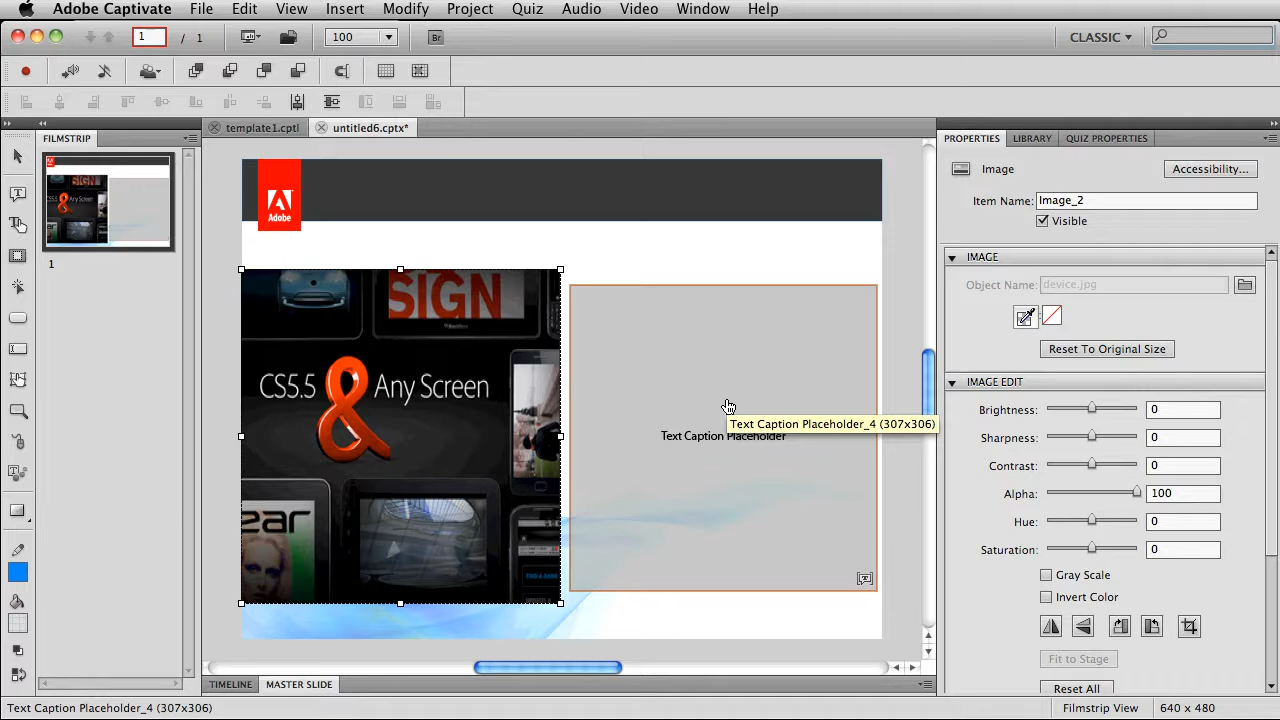 Adobe Captivate File Edit View Insert Modify Project Quiz Audio Video Window Help
1 / 1 100 Br CLASSIC
template1.cptl untitled6.cptx*
FILMSTRIP
1
Adobe
SIGN
BlackBerry
CS5.5 & Any Screen
ear
FIND A BAND
Text Caption Placeholder_4 (307x306)
Text Caption Placeholder
PROPERTIES LIBRARY QUIZ PROPERTIES
Image Accessibility...
Item Name: Image_2
Visible
IMAGE
Object Name: device.jpg
Reset To Original Size
IMAGE EDIT
Brightness: 0
Sharpness: 0
Contrast: 0
Alpha: 100
Hue: 0
Saturation: 0
Gray Scale
Invert Color
Fit to Stage
Reset All
TIMELINE MASTER SLIDE
Text Caption Placeholder_4 (307x306) Filmstrip View 640 x 480